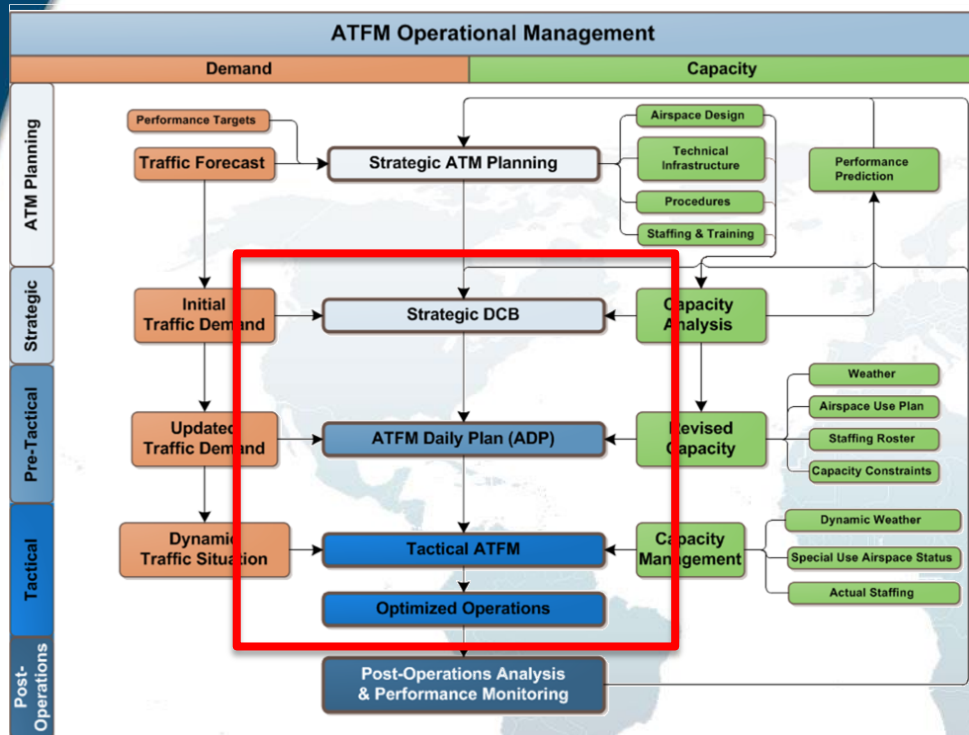 ATFM Operational Management
Demand
Capacity
ATM Planning
Performance Targets
Traffic Forecast
Strategic ATM Planning
Airspace Design
Technical
Infrastructure
Procedures
Staffing & Training
Performance
Prediction
Strategic
Initial
Traffic Demand
Strategic DCB
Capacity
Analysis
Pre-Tactical
Updated
Traffic Demand
ATFM Daily Plan (ADP)
Revised
Capacity
Weather
Airspace Use Plan
Staffing Roster
Capacity Constraints
Tactical
Dynamic
Traffic Situation
Tactical ATFM
Optimized Operations
Capacity
Management
Dynamic Weather
Special Use Airspace Status
Actual Staffing
Post-
Operations
Post-Operations Analysis
& Performance Monitoring